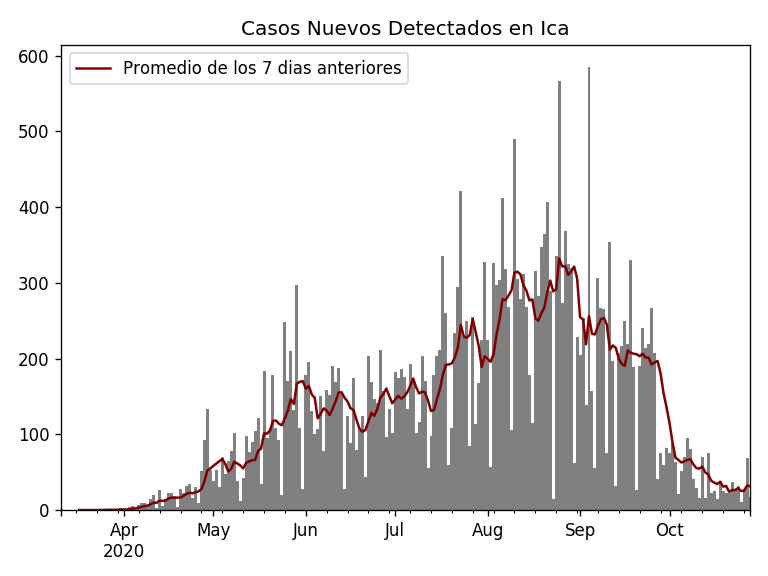 Casos Nuevos Detectados en Ica
Promedio de los 7 dias anteriores
600
500
400
300
200
100
0
Apr
2020
May
Jun
Jul
Aug
Sep
Oct